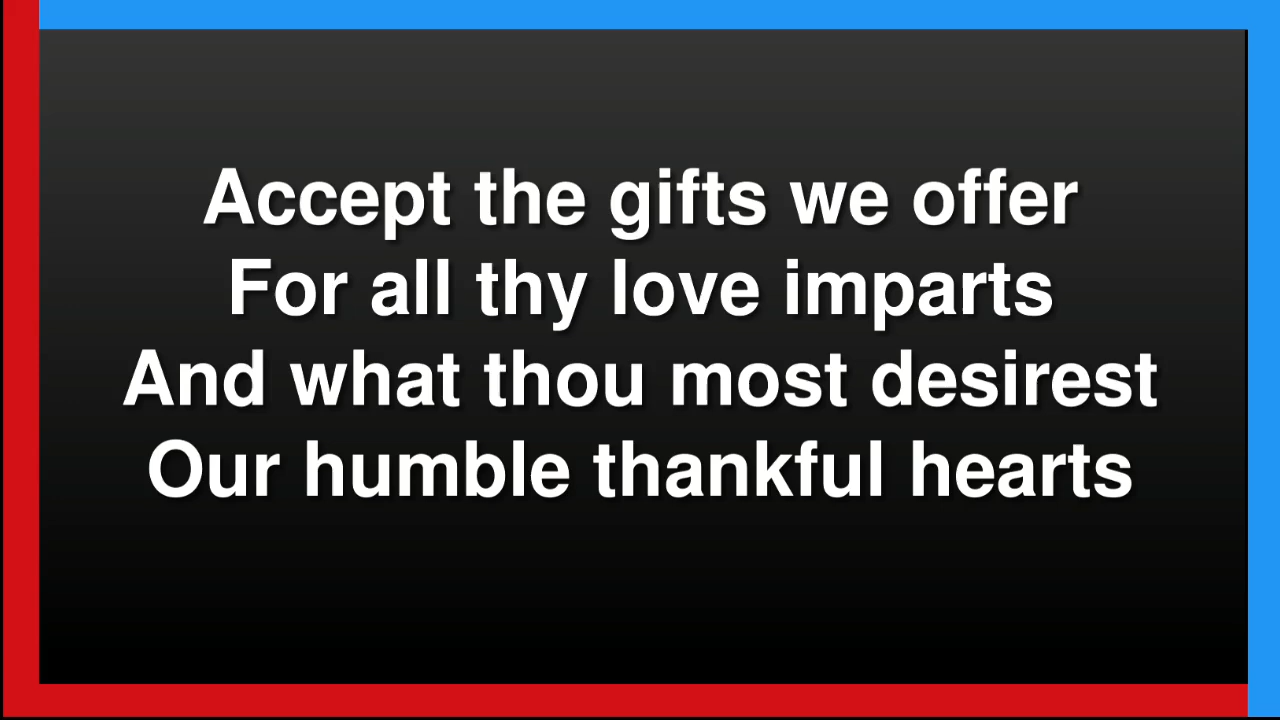 Accept the gifts we offer
For all thy love imparts
And what thou most desirest
Our humble thankful hearts